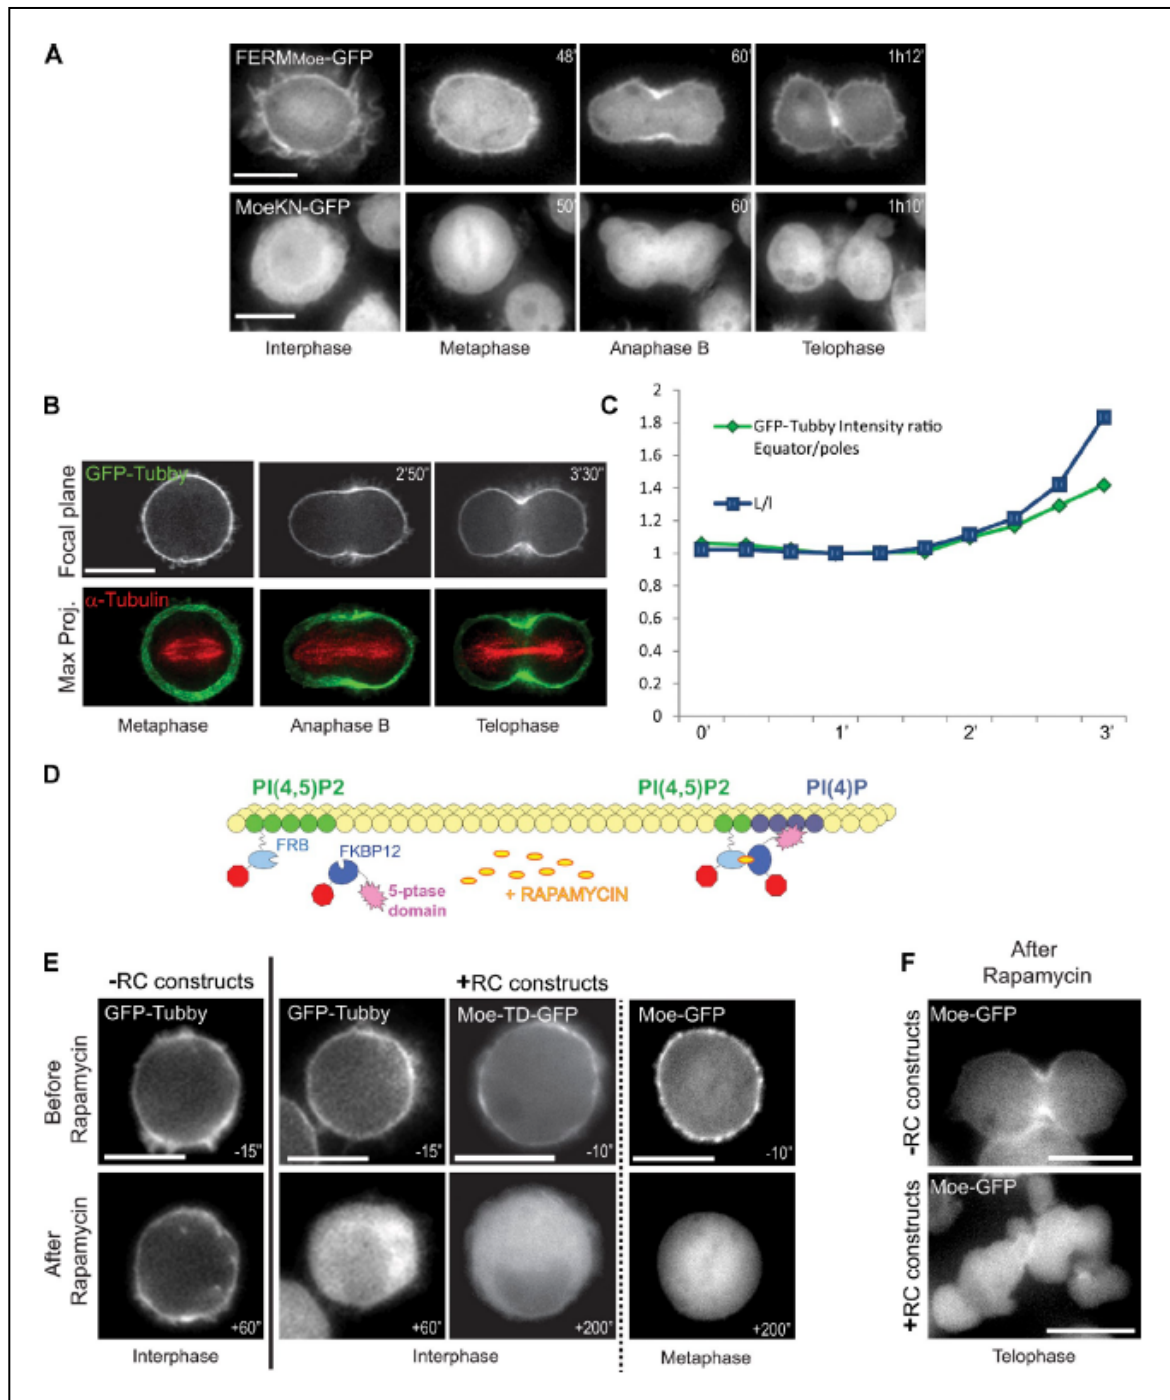 A
FERMMoe-GFP
48'
60'
1h12'
MoeKN-GFP
50'
60'
1h10'
Interphase
Metaphase
Anaphase B
Telophase
B
Focal plane
GFP-Tubby
2'50"
3'30"
Max Proj.
α-Tubulin
Metaphase
Anaphase B
Telophase
C
2
1.8
1.6
1.4
1.2
1
0.8
0.6
0.4
0.2
0
GFP-Tubby Intensity ratio
Equator/poles
L/l
0'
1'
2'
3'
D
PI(4,5)P2
PI(4,5)P2
PI(4)P
FRB
FKBP12
5-ptase
domain
+ RAPAMYCIN
E
-RC constructs
+RC constructs
Before
Rapamycin
GFP-Tubby
-15"
GFP-Tubby
-15"
Moe-TD-GFP
-10"
Moe-GFP
-10"
After
Rapamycin
+60"
+60"
+200"
+200"
Interphase
Interphase
Metaphase
F
After
Rapamycin
-RC constructs
Moe-GFP
+RC constructs
Moe-GFP
Telophase